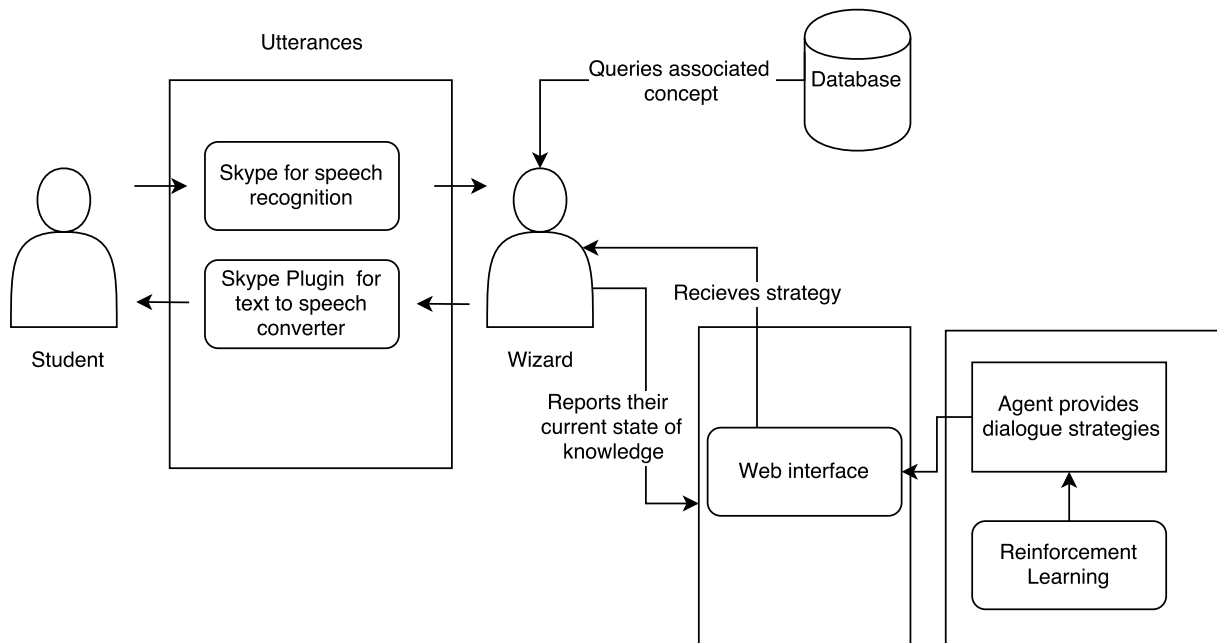 Utterances
Queries associated
concept
Database
Skype for speech
recognition
Skype Plugin for
text to speech
converter
Student
Wizard
Recieves strategy
Reports their
current state of
knowledge
Web interface
Agent provides
dialogue strategies
Reinforcement
Learning